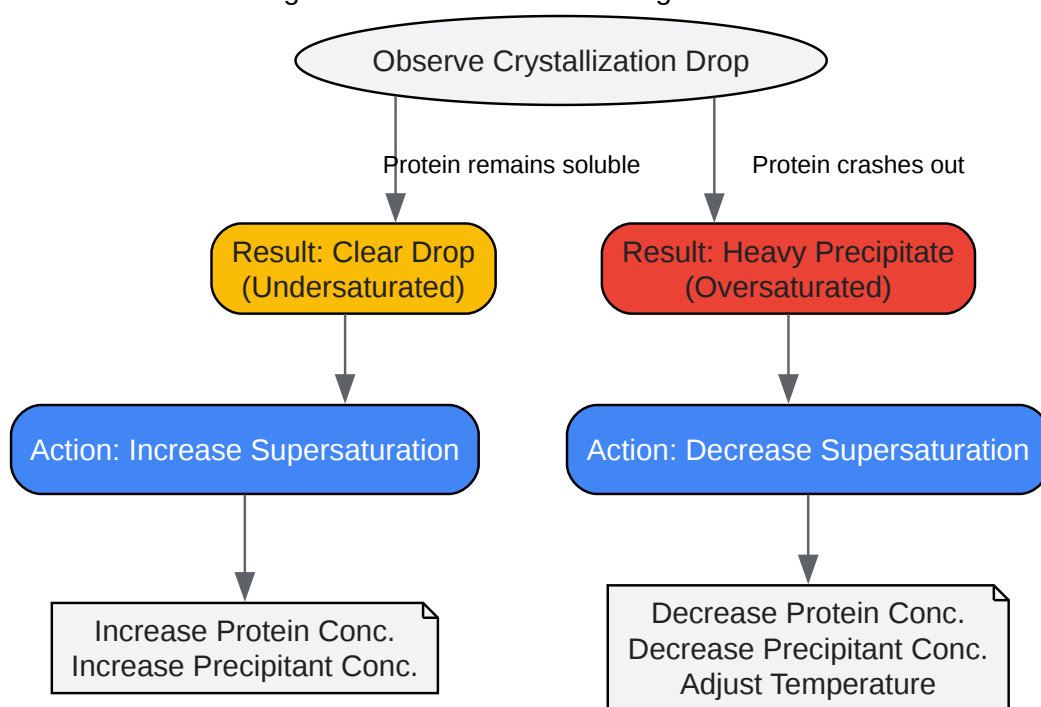 Observe Crystallization Drop
Protein remains soluble
Protein crashes out
Result: Clear Drop
(Undersaturated)
Result: Heavy Precipitate
(Oversaturated)
Action: Increase Supersaturation
Action: Decrease Supersaturation
Increase Protein Conc.
Increase Precipitant Conc.
Decrease Protein Conc.
Decrease Precipitant Conc.
Adjust Temperature